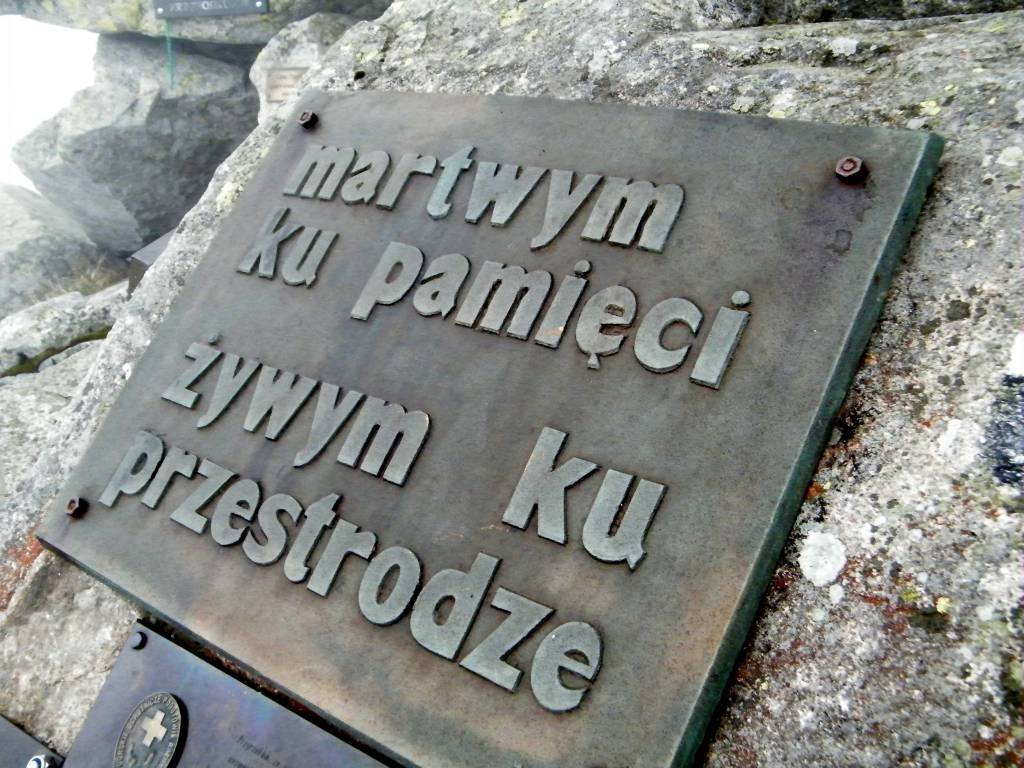 martwym
ku pamięci
żywym ku
przestrodze